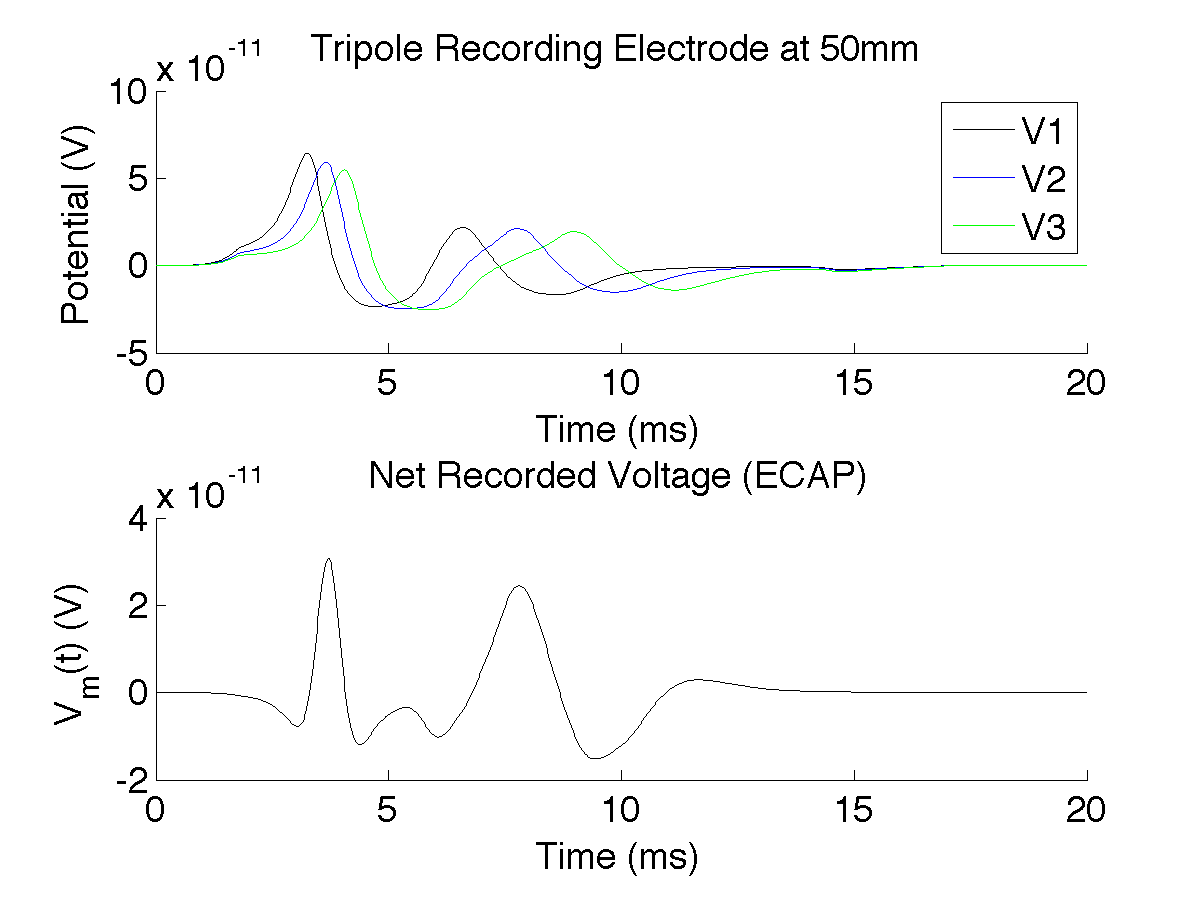 Tripole Recording Electrode at 50mm
x 10^-11
10
5
0
-5
Potential (V)
V1
V2
V3
0 5 10 15 20
Time (ms)
Net Recorded Voltage (ECAP)
x 10^-11
4
2
0
-2
V_m(t) (V)
0 5 10 15 20
Time (ms)